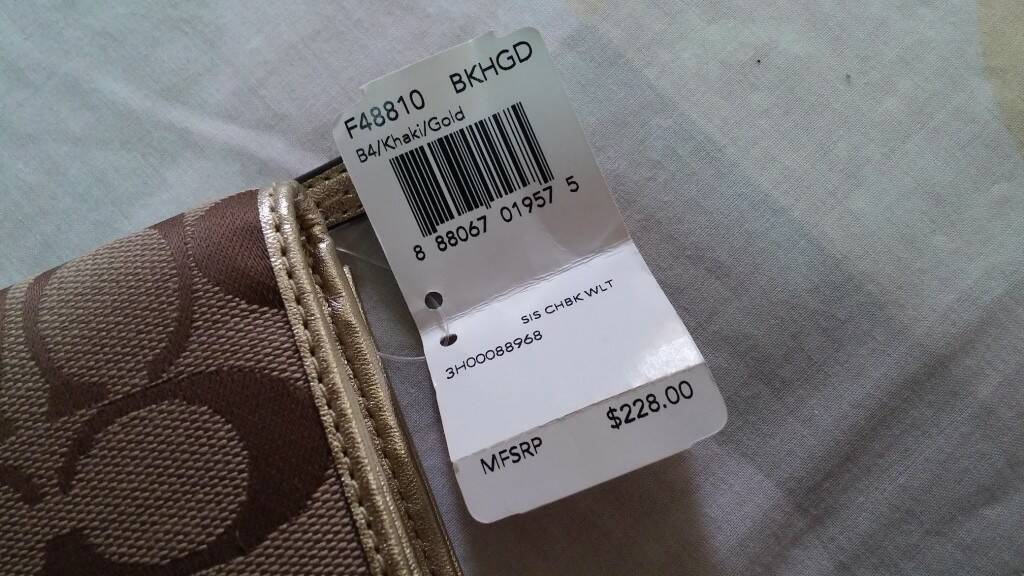 F48810 BKHGD
B4/Khaki/Gold
8 88067 01957 5
SIS CHBK WLT
3H00088968
MFSRP $228.00